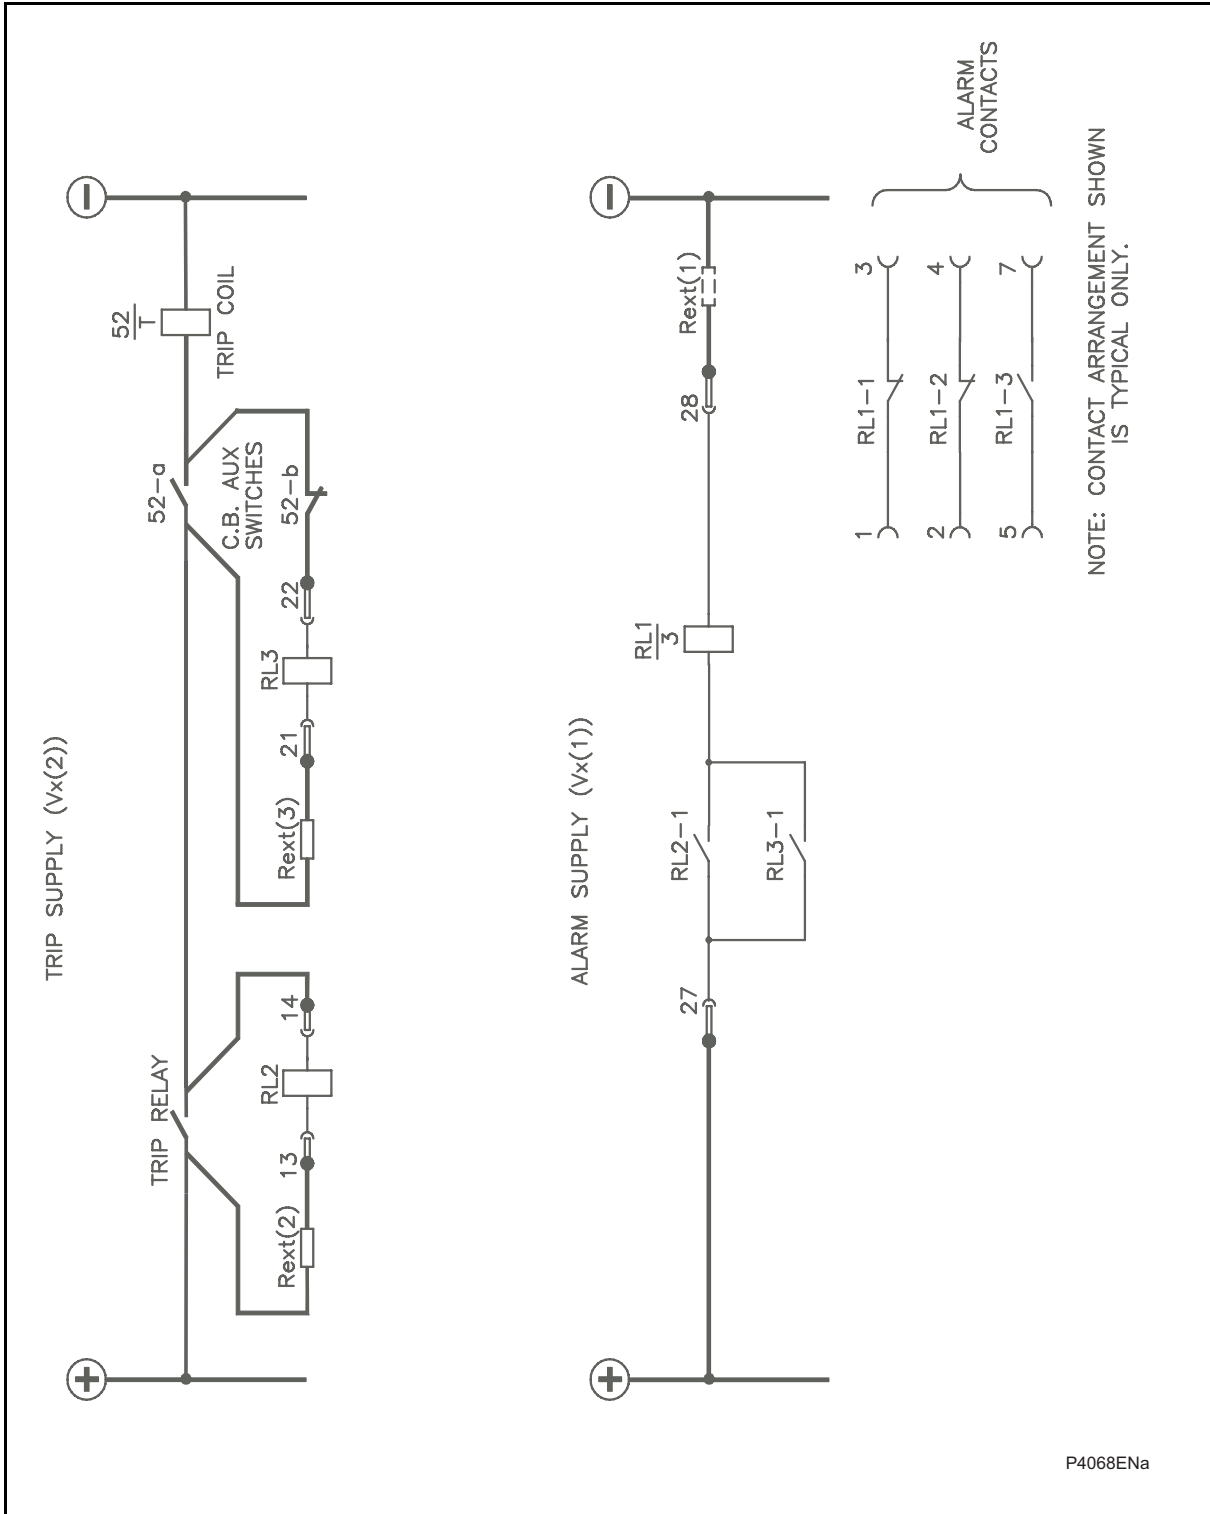 TRIP SUPPLY (Vx(2))
+
−
TRIP RELAY
Rext(2)
13
RL2
14
Rext(3)
21
RL3
22
52-a
C.B. AUX
SWITCHES
52-b
52
T
TRIP COIL
ALARM SUPPLY (Vx(1))
+
−
27
RL2-1
RL3-1
RL1
3
28
Rext(1)
1
RL1-1
3
2
RL1-2
4
5
RL1-3
7
ALARM
CONTACTS
NOTE: CONTACT ARRANGEMENT SHOWN
IS TYPICAL ONLY.
P4068ENa